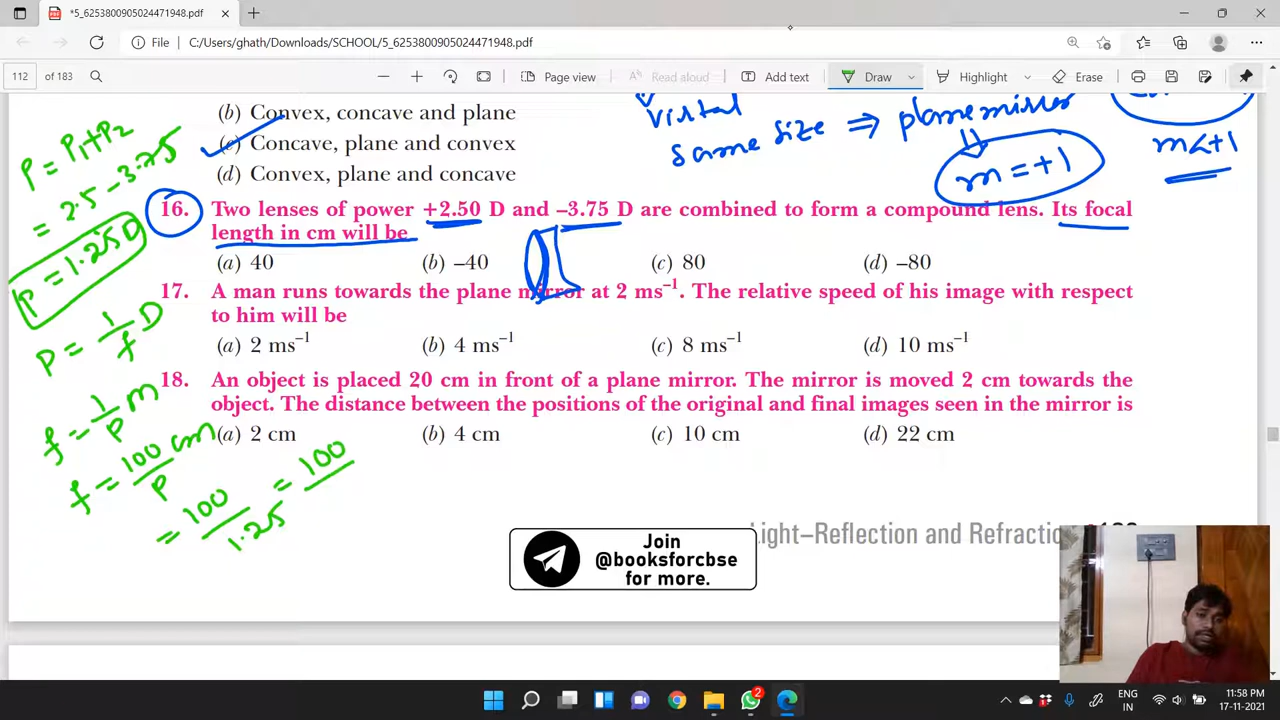 *5_6253800905024471948.pdf
File C:/Users/ghath/Downloads/SCHOOL/5_6253800905024471948.pdf
112 of 183 Page view Read aloud Add text Draw Highlight Erase
(b) Convex, concave and plane
(c) Concave, plane and convex
(d) Convex, plane and concave
virtual
same size ⇒ plane mirror
m = +1
m<+1
P = P1+P2
= 2.5 – 3.75
P = 1.25D
P = 1/f D
f = 1/P m
f = 100/P cm
= 100/1.25 = 100
16. Two lenses of power +2.50 D and –3.75 D are combined to form a compound lens. Its focal
length in cm will be
(a) 40 (b) –40 (c) 80 (d) –80
17. A man runs towards the plane mirror at 2 ms⁻¹. The relative speed of his image with respect
to him will be
(a) 2 ms⁻¹ (b) 4 ms⁻¹ (c) 8 ms⁻¹ (d) 10 ms⁻¹
18. An object is placed 20 cm in front of a plane mirror. The mirror is moved 2 cm towards the
object. The distance between the positions of the original and final images seen in the mirror is
(a) 2 cm (b) 4 cm (c) 10 cm (d) 22 cm
Light–Reflection and Refraction
Join
@booksforcbse
for more.
2
ENG
IN
11:58 PM
17-11-2021